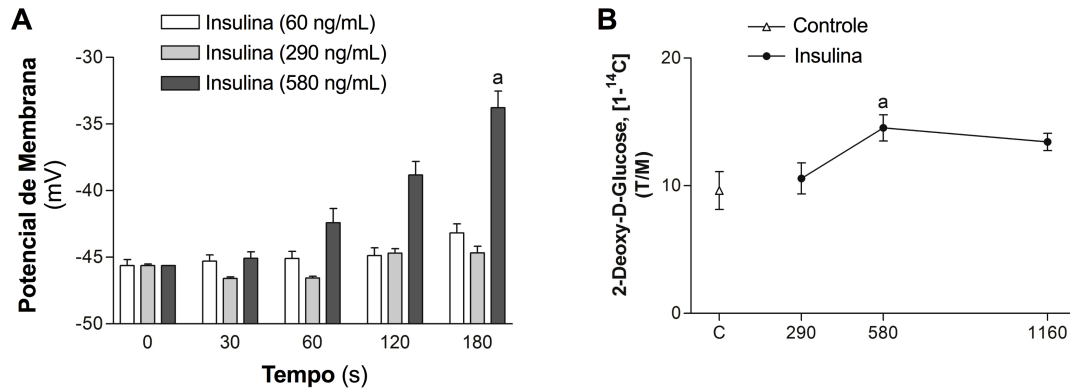 A
Insulina (60 ng/mL)
Insulina (290 ng/mL)
Insulina (580 ng/mL)
Potencial de Membrana
(mV)
-30
-35
-40
-45
-50
a
0 30 60 120 180
Tempo (s)
B
Controle
Insulina
2-Deoxy-D-Glucose, [1-¹⁴C]
(T/M)
20
10
0
a
C 290 580 1160